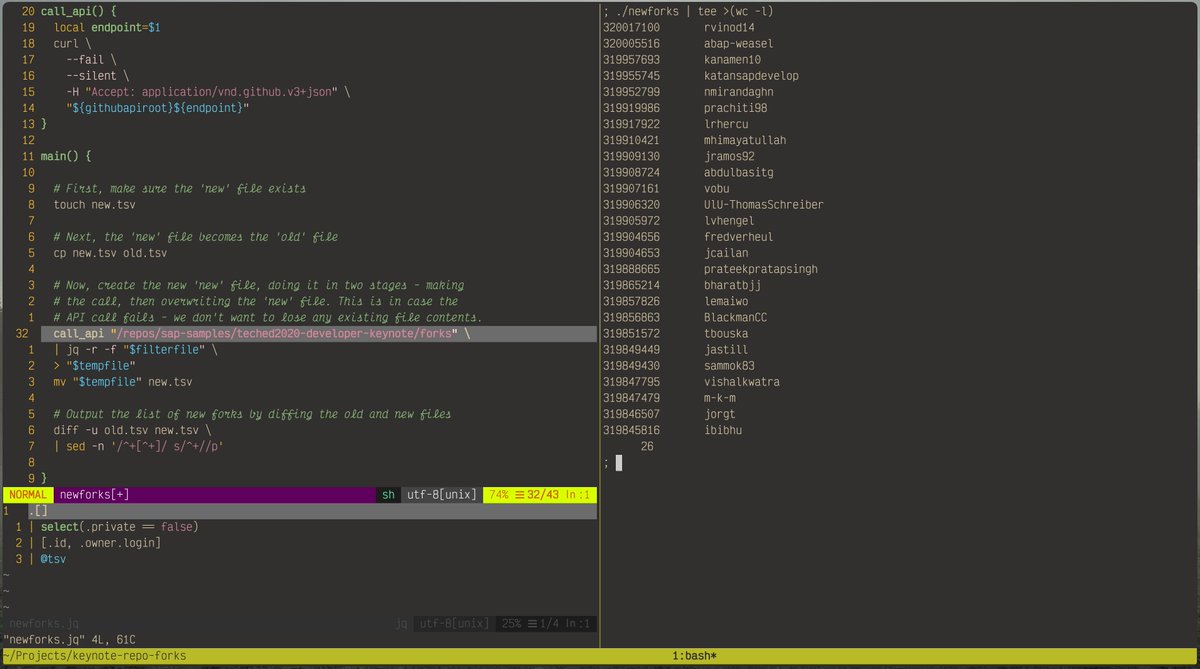 20 call_api() {
19   local endpoint=$1
18   curl \
17     --fail \
16     --silent \
15     -H "Accept: application/vnd.github.v3+json" \
14     "${githubapiroot}${endpoint}"
13 }
12
11 main() {
10
9   # First, make sure the 'new' file exists
8   touch new.tsv
7
6   # Next, the 'new' file becomes the 'old' file
5   cp new.tsv old.tsv
4
3   # Now, create the new 'new' file, doing it in two stages - making
2   # the call, then overwriting the 'new' file. This is in case the
1   # API call fails - we don't want to lose any existing file contents.
32   call_api "/repos/sap-samples/teched2020-developer-keynote/forks" \
1   | jq -r -f "$filterfile" \
2   > "$tempfile"
3   mv "$tempfile" new.tsv
4
5   # Output the list of new forks by diffing the old and new files
6   diff -u old.tsv new.tsv \
7   | sed -n '/^+[^+]/ s/^+//p'
8
9 }
NORMAL newforks[+] sh utf-8[unix] 74% ☰ 32/43 ln :1
1 .[]
1 | select(.private == false)
2 | [.id, .owner.login]
3 | @tsv
~
~
~
newforks.jq jq utf-8[unix] 25% ☰ 1/4 ln :1
"newforks.jq" 4L, 61C
; ./newforks | tee >(wc -l)
320017100 rvinod14
320005516 abap-weasel
319957693 kanamen10
319955745 katansapdevelop
319952799 nmirandaghn
319919986 prachiti98
319917922 lrhercu
319910421 mhimayatullah
319909130 jramos92
319908724 abdulbasitg
319907161 vobu
319906320 UlU-ThomasSchreiber
319905972 lvhengel
319904656 fredverheul
319904653 jcailan
319888665 prateekpratapsingh
319865214 bharatbjj
319857826 lemaiwo
319856863 BlackmanCC
319851572 tbouska
319849449 jastill
319849430 sammok83
319847795 vishalkwatra
319847479 m-k-m
319846507 jorgt
319845816 ibibhu
26
;
~/Projects/keynote-repo-forks 1:bash*